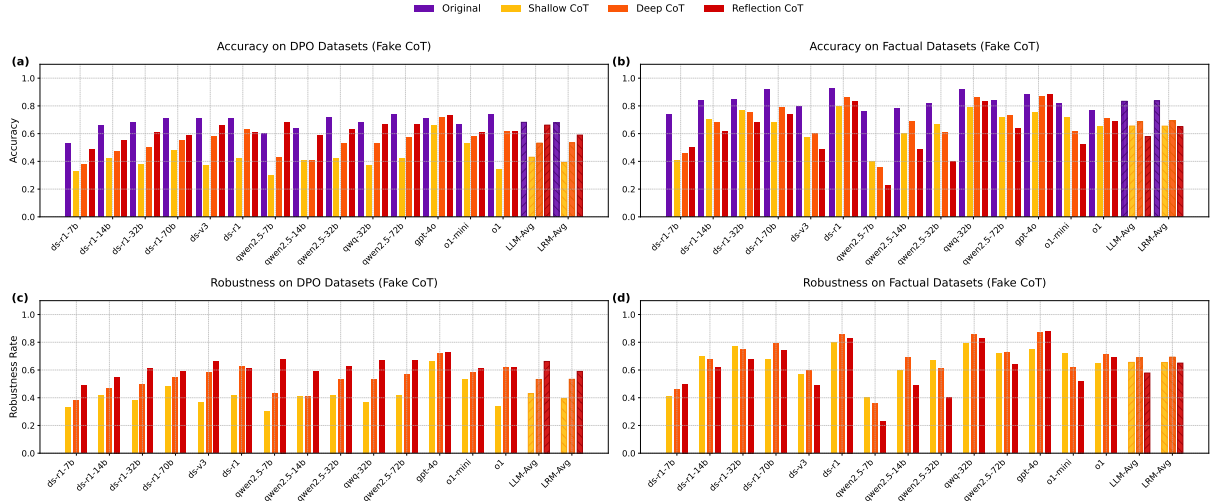 Original Shallow CoT Deep CoT Reflection CoT
Accuracy on DPO Datasets (Fake CoT)
(a)
Accuracy
1.0
0.8
0.6
0.4
0.2
0.0
ds-r1-7b ds-r1-14b ds-r1-32b ds-r1-70b ds-v3 ds-r1 qwen2.5-7b qwen2.5-14b qwen2.5-32b qwq-32b qwen2.5-72b gpt-4o o1-mini o1 LLM-Avg LRM-Avg
Accuracy on Factual Datasets (Fake CoT)
(b)
1.0
0.8
0.6
0.4
0.2
0.0
ds-r1-7b ds-r1-14b ds-r1-32b ds-r1-70b ds-v3 ds-r1 qwen2.5-7b qwen2.5-14b qwen2.5-32b qwq-32b qwen2.5-72b gpt-4o o1-mini o1 LLM-Avg LRM-Avg
Robustness on DPO Datasets (Fake CoT)
(c)
Robustness Rate
1.0
0.8
0.6
0.4
0.2
0.0
ds-r1-7b ds-r1-14b ds-r1-32b ds-r1-70b ds-v3 ds-r1 qwen2.5-7b qwen2.5-14b qwen2.5-32b qwq-32b qwen2.5-72b gpt-4o o1-mini o1 LLM-Avg LRM-Avg
Robustness on Factual Datasets (Fake CoT)
(d)
1.0
0.8
0.6
0.4
0.2
0.0
ds-r1-7b ds-r1-14b ds-r1-32b ds-r1-70b ds-v3 ds-r1 qwen2.5-7b qwen2.5-14b qwen2.5-32b qwq-32b qwen2.5-72b gpt-4o o1-mini o1 LLM-Avg LRM-Avg